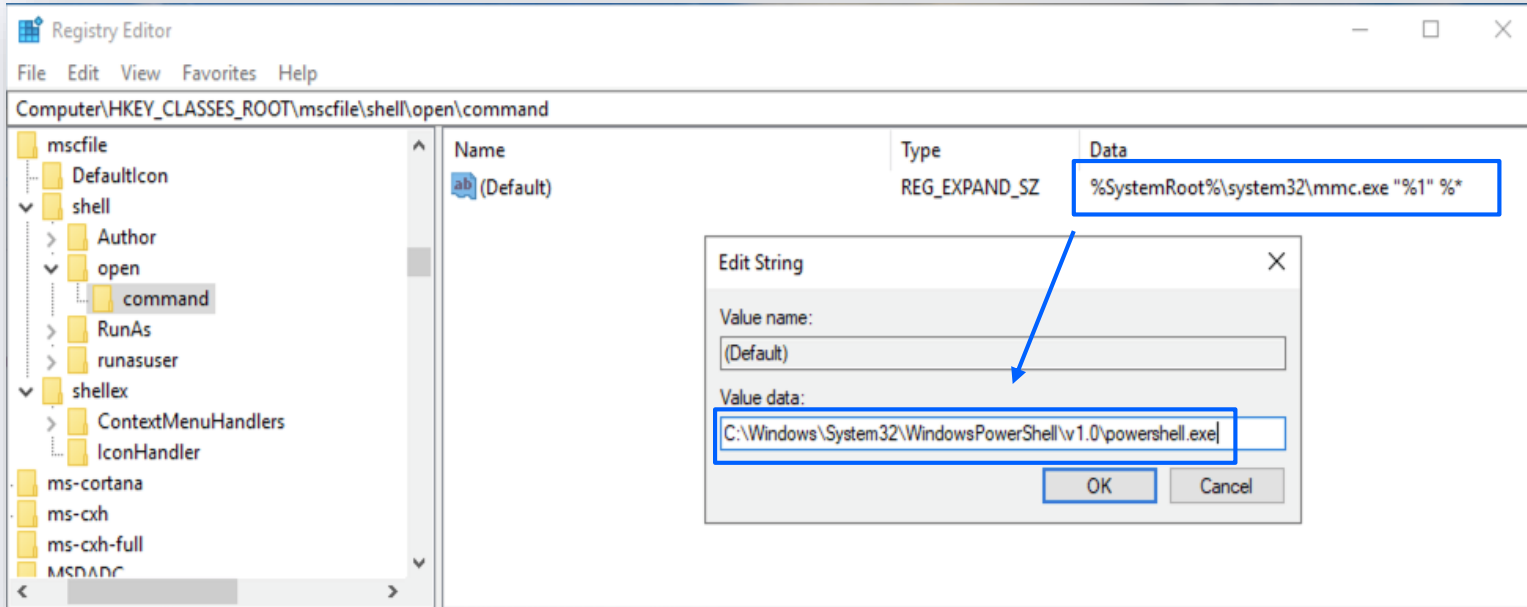 Registry Editor
File Edit View Favorites Help
Computer\HKEY_CLASSES_ROOT\mscfile\shell\open\command
mscfile
DefaultIcon
shell
Author
open
command
RunAs
runasuser
shellex
ContextMenuHandlers
IconHandler
ms-cortana
ms-cxh
ms-cxh-full
MSDADC
Name Type Data
ab (Default) REG_EXPAND_SZ %SystemRoot%\system32\mmc.exe "%1" %*
Edit String
Value name:
(Default)
Value data:
C:\Windows\System32\WindowsPowerShell\v1.0\powershell.exe
OK Cancel